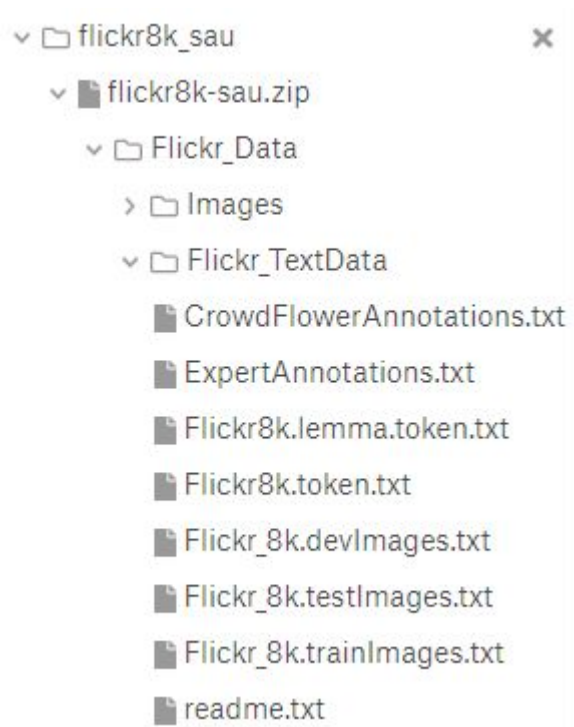 flickr8k_sau
flickr8k-sau.zip
Flickr_Data
Images
Flickr_TextData
CrowdFlowerAnnotations.txt
ExpertAnnotations.txt
Flickr8k.lemma.token.txt
Flickr8k.token.txt
Flickr_8k.devImages.txt
Flickr_8k.testImages.txt
Flickr_8k.trainImages.txt
readme.txt